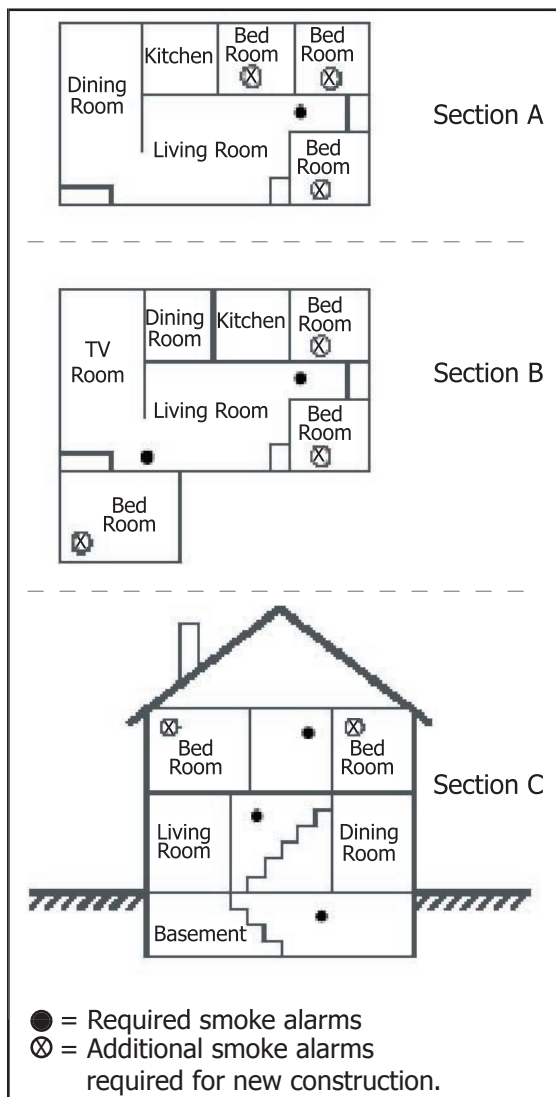 Kitchen
Bed
Room
Bed
Room
Dining
Room
Living Room
Bed
Room
X
X
X
Section A
Dining
Room
Kitchen
Bed
Room
TV
Room
Living Room
Bed
Room
Bed
Room
X
X
X
Section B
X
X
Bed
Room
Bed
Room
Living
Room
Dining
Room
Basement
Section C
= Required smoke alarms
X = Additional smoke alarms
required for new construction.